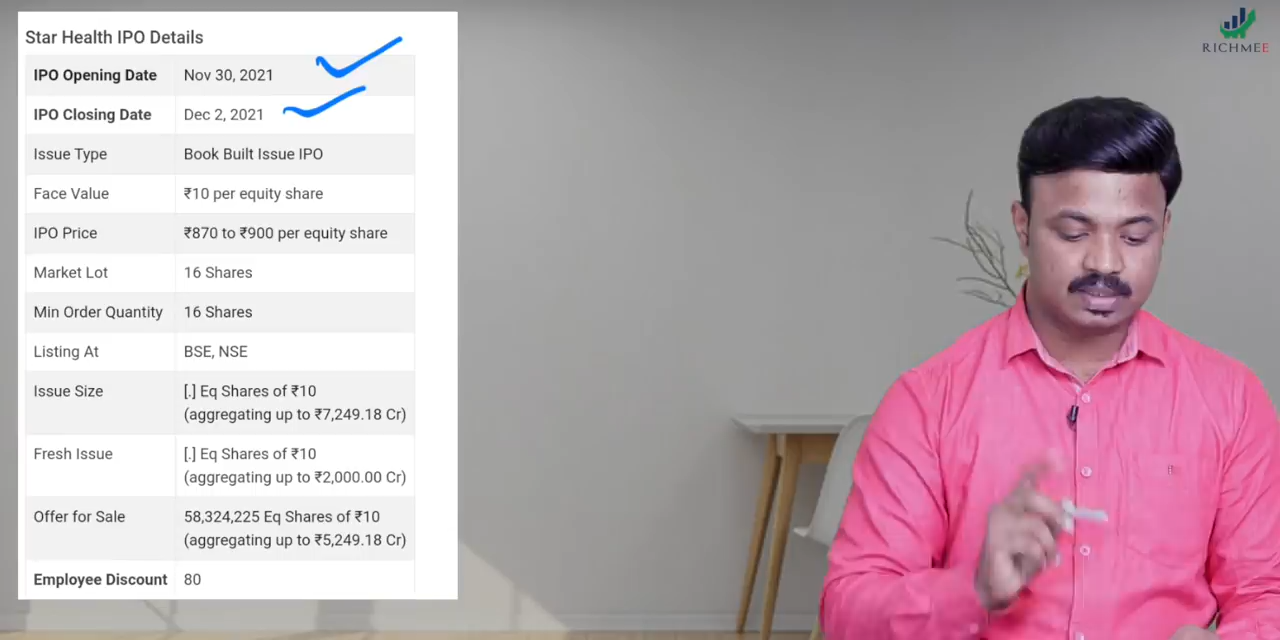 Star Health IPO Details
IPO Opening Date Nov 30, 2021
IPO Closing Date Dec 2, 2021
Issue Type Book Built Issue IPO
Face Value ₹10 per equity share
IPO Price ₹870 to ₹900 per equity share
Market Lot 16 Shares
Min Order Quantity 16 Shares
Listing At BSE, NSE
Issue Size [.] Eq Shares of ₹10
(aggregating up to ₹7,249.18 Cr)
Fresh Issue [.] Eq Shares of ₹10
(aggregating up to ₹2,000.00 Cr)
Offer for Sale 58,324,225 Eq Shares of ₹10
(aggregating up to ₹5,249.18 Cr)
Employee Discount 80
RICHMEE